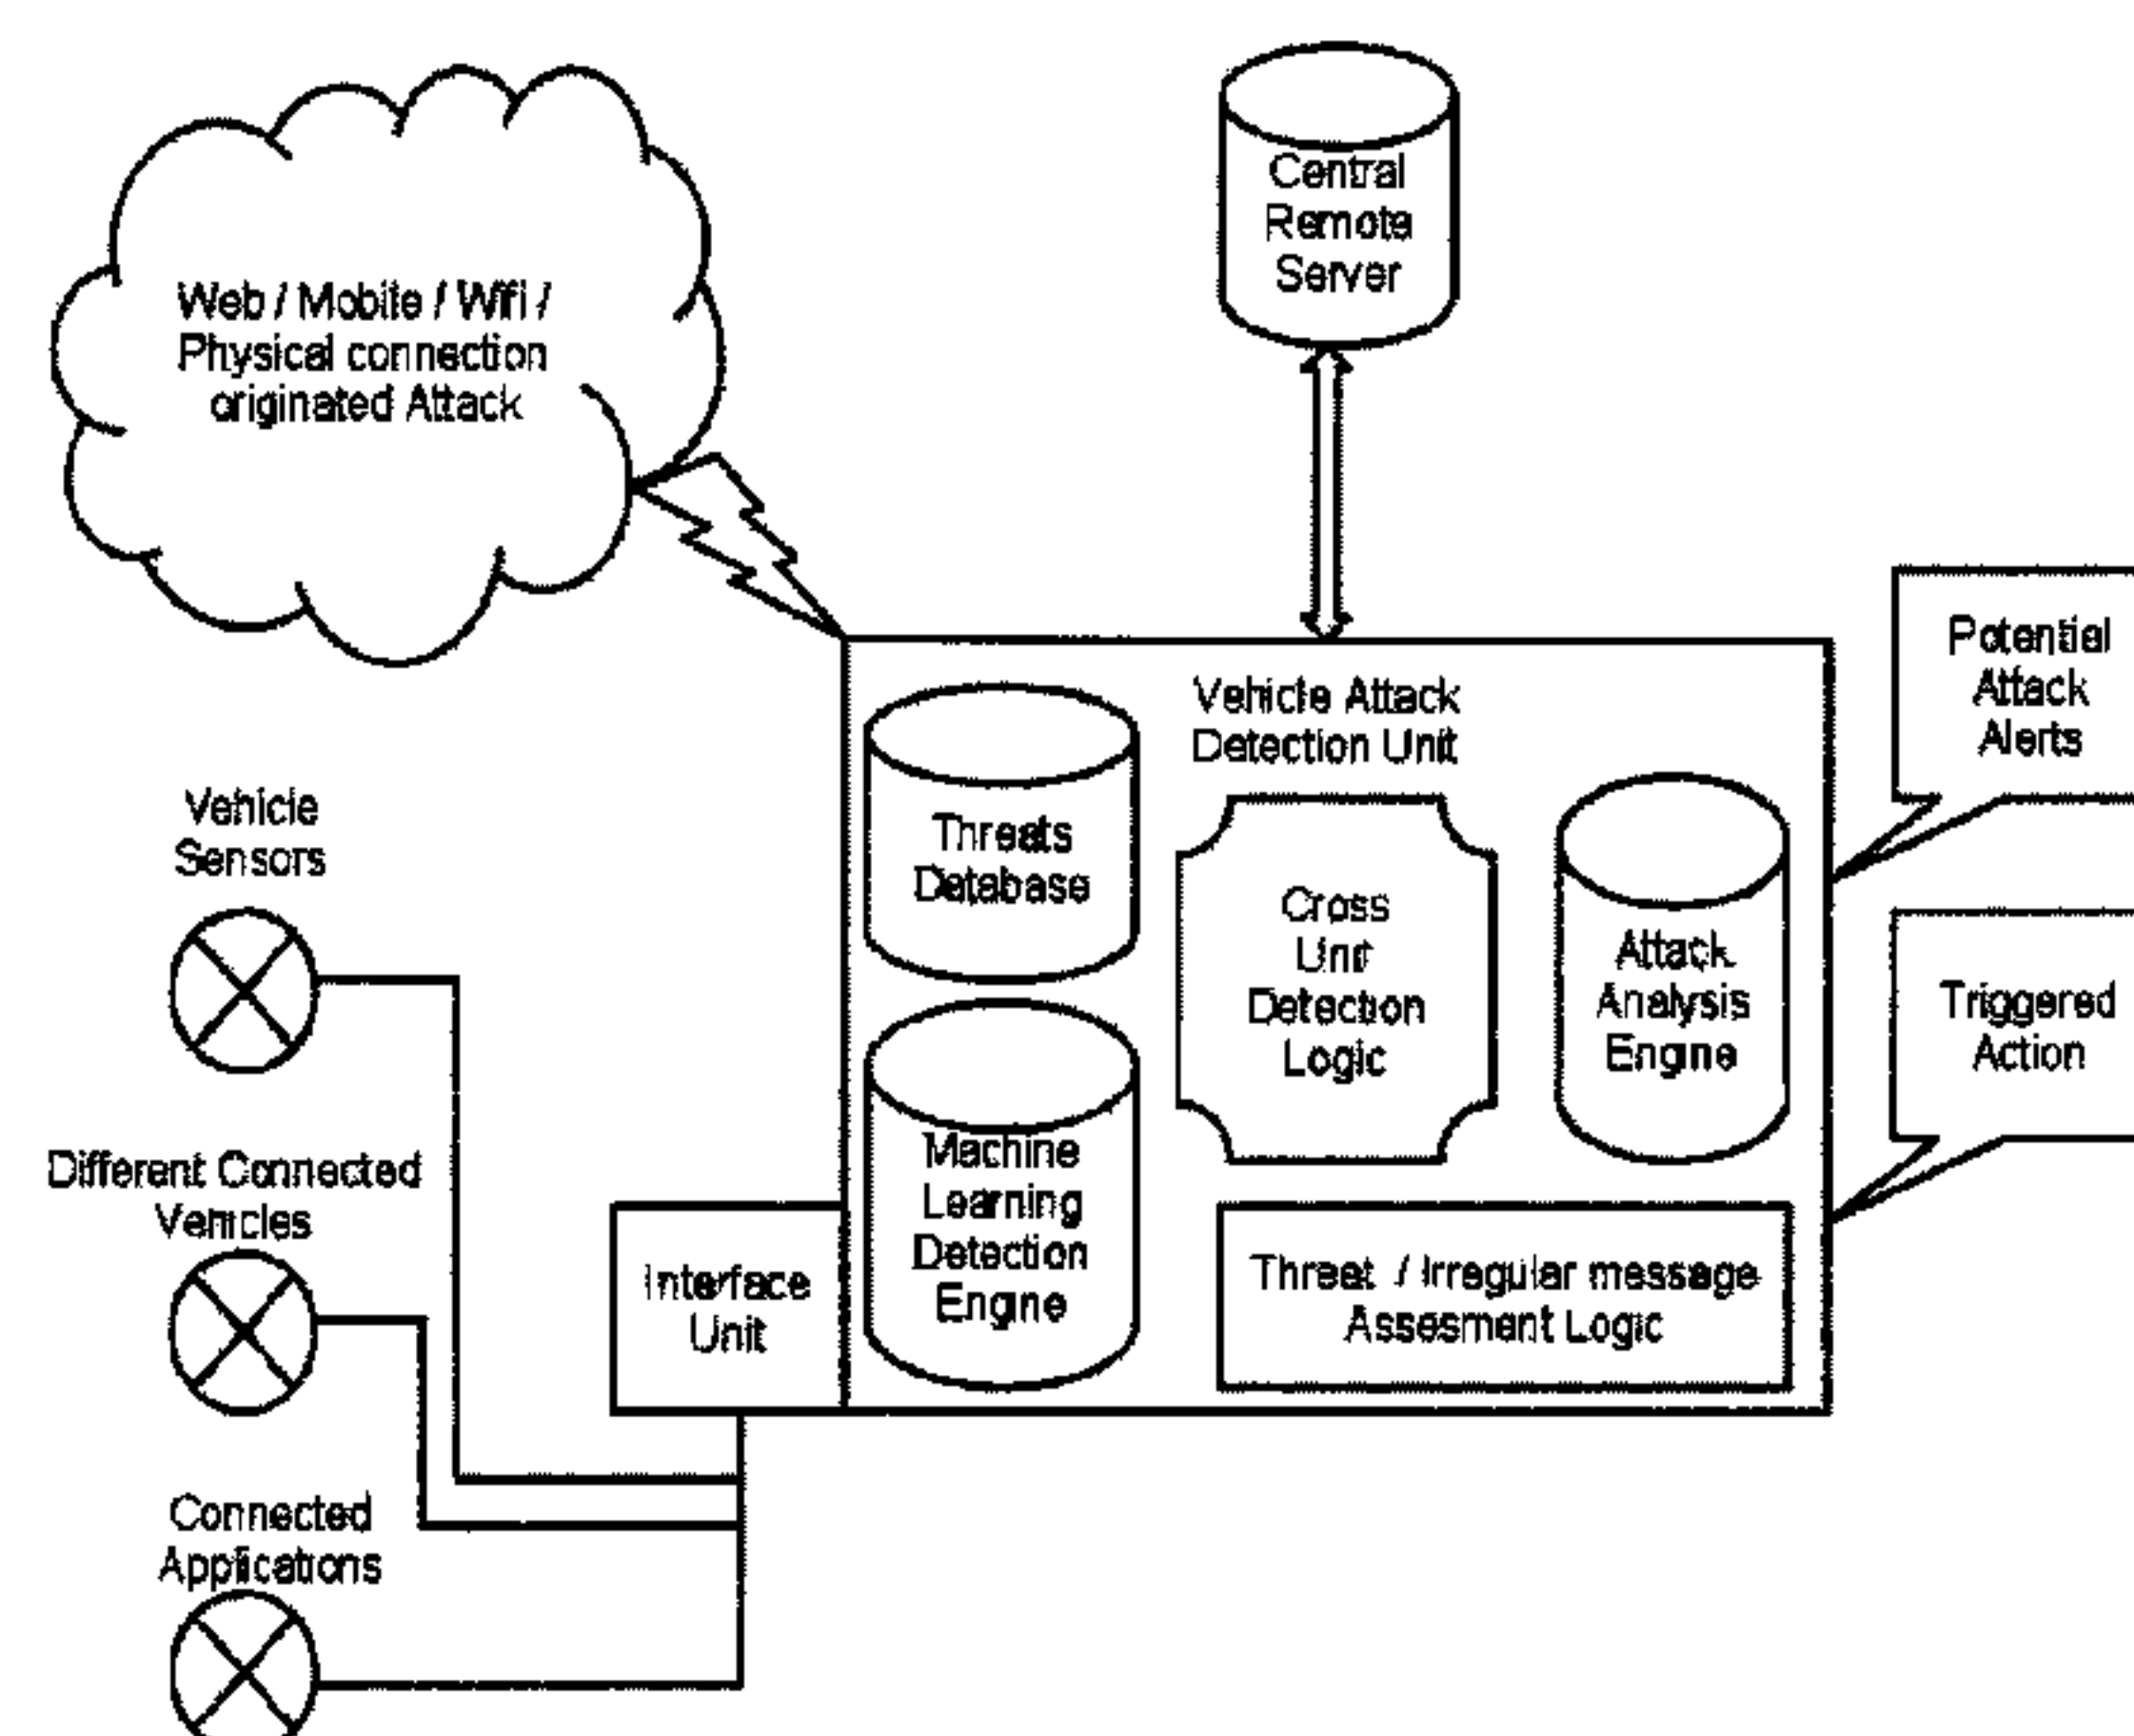 Web / Mobile / Wifi /
Physical connection
originated Attack
Central
Remote
Server
Potential
Attack
Alerts
Vehicle Attack
Detection Unit
Threats
Database
Cross
Unit
Detection
Logic
Attack
Analysis
Engine
Triggered
Action
Vehicle
Sensors
Different Connected
Vehicles
Machine
Learning
Detection
Engine
Interface
Unit
Threat / Irregular message
Assesment Logic
Connected
Applications